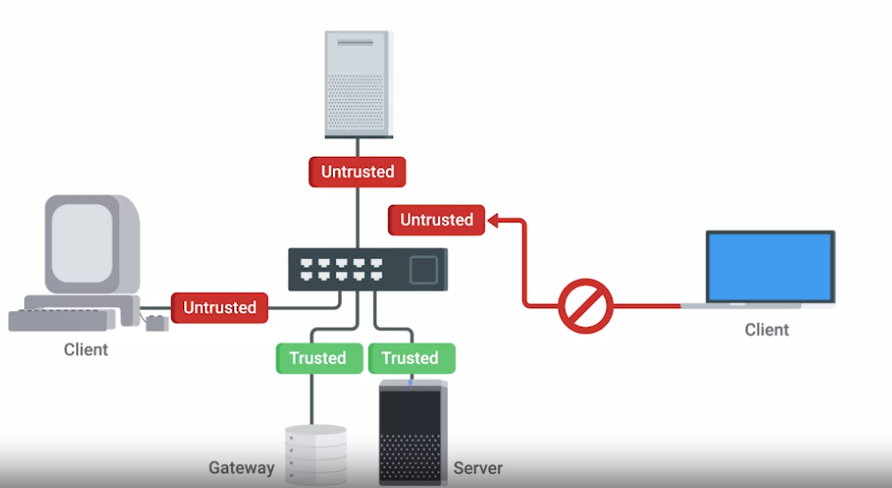 Untrusted
Untrusted
Untrusted
Client
Client
Trusted
Trusted
Gateway
Server